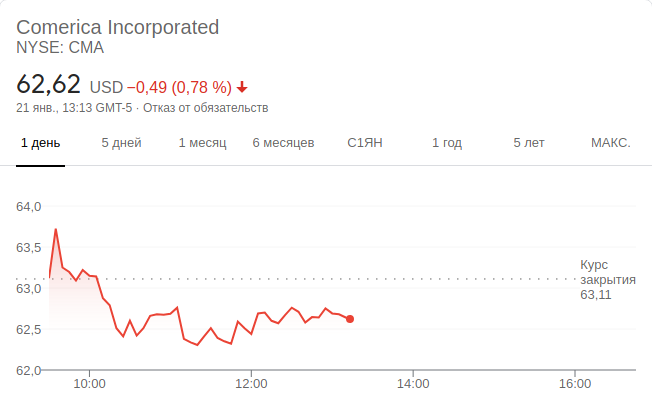 Comerica Incorporated
NYSE: CMA
62,62 USD −0,49 (0,78 %)
21 янв., 13:13 GMT-5 · Отказ от обязательств
1 день 5 дней 1 месяц 6 месяцев С1ЯН 1 год 5 лет МАКС.
64,0
63,5
Курс
закрытия
63,11
63,0
62,5
62,0
10:00 12:00 14:00 16:00